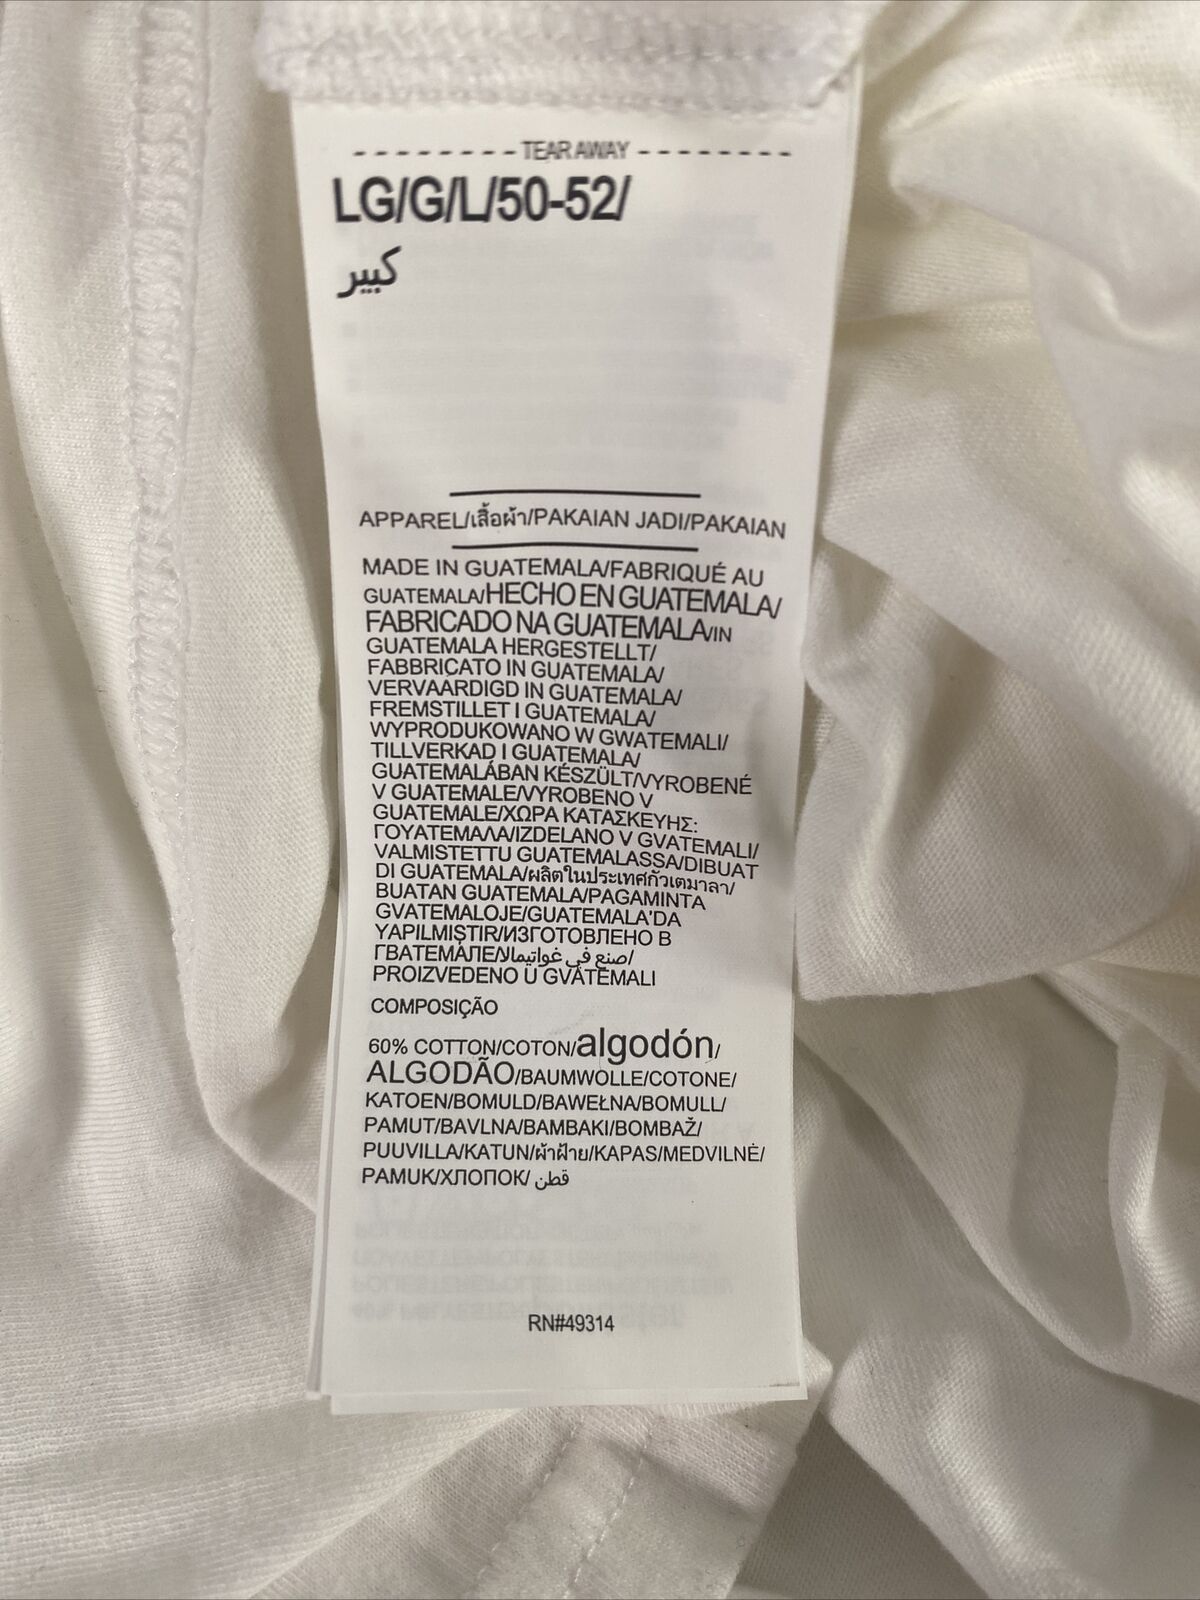 TEAR AWAY
LG/G/L/50-52/
كبير
APPAREL/เสื้อผ้า/PAKAIAN JADI/PAKAIAN
MADE IN GUATEMALA/FABRIQUÉ AU
GUATEMALA/HECHO EN GUATEMALA/
FABRICADO NA GUATEMALA/IN
GUATEMALA HERGESTELLT/
FABBRICATO IN GUATEMALA/
VERVAARDIGD IN GUATEMALA/
FREMSTILLET I GUATEMALA/
WYPRODUKOWANO W GWATEMALI/
TILLVERKAD I GUATEMALA/
GUATEMALÁBAN KÉSZÜLT/VYROBENÉ
V GUATEMALE/VYROBENO V
GUATEMALE/ΧΩΡΑ ΚΑΤΑΣΚΕΥΗΣ:
ΓΟΥΑΤΕΜΑΛΑ/IZDELANO V GVATEMALI/
VALMISTETTU GUATEMALASSA/DIBUAT
DI GUATEMALA/ผลิตในประเทศกัวเตมาลา/
BUATAN GUATEMALA/PAGAMINTA
GVATEMALOJE/GUATEMALA'DA
YAPILMIŞTIR/ИЗГОТОВЛЕНО В
ГВАТЕМАЛЕ/صنع في غواتيمالا/
PROIZVEDENO U GVATEMALI
COMPOSIÇÃO
60% COTTON/COTON/algodón/
ALGODÃO/BAUMWOLLE/COTONE/
KATOEN/BOMULD/BAWEŁNA/BOMULL/
PAMUT/BAVLNA/BAMBAKI/BOMBAŽ/
PUUVILLA/KATUN/ผ้าฝ้าย/KAPAS/MEDVILNĖ/
PAMUK/ХЛОПОК/ قطن
RN#49314